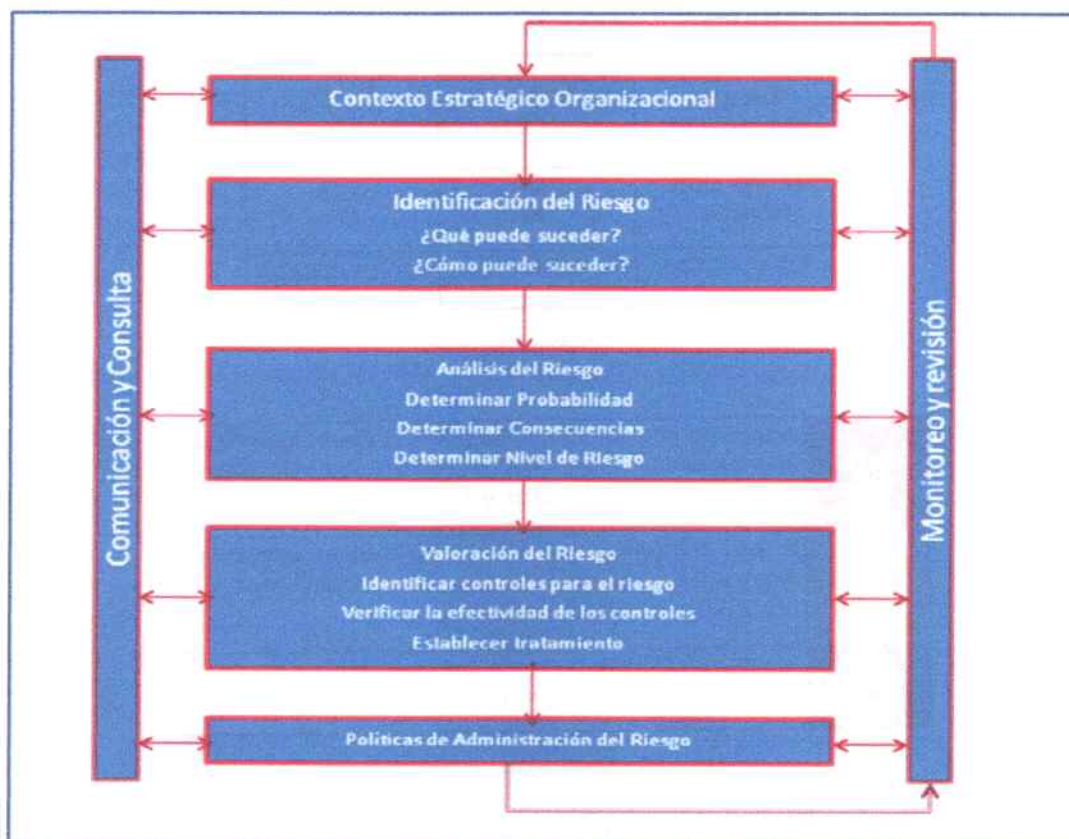 Contexto Estratégico Organizacional
Identificación del Riesgo
¿Qué puede suceder?
¿Cómo puede suceder?
Análisis del Riesgo
Determinar Probabilidad
Determinar Consecuencias
Determinar Nivel de Riesgo
Valoración del Riesgo
Identificar controles para el riesgo
Verificar la efectividad de los controles
Establecer tratamiento
Políticas de Administración del Riesgo
Comunicación y Consulta
Monitoreo y revisión